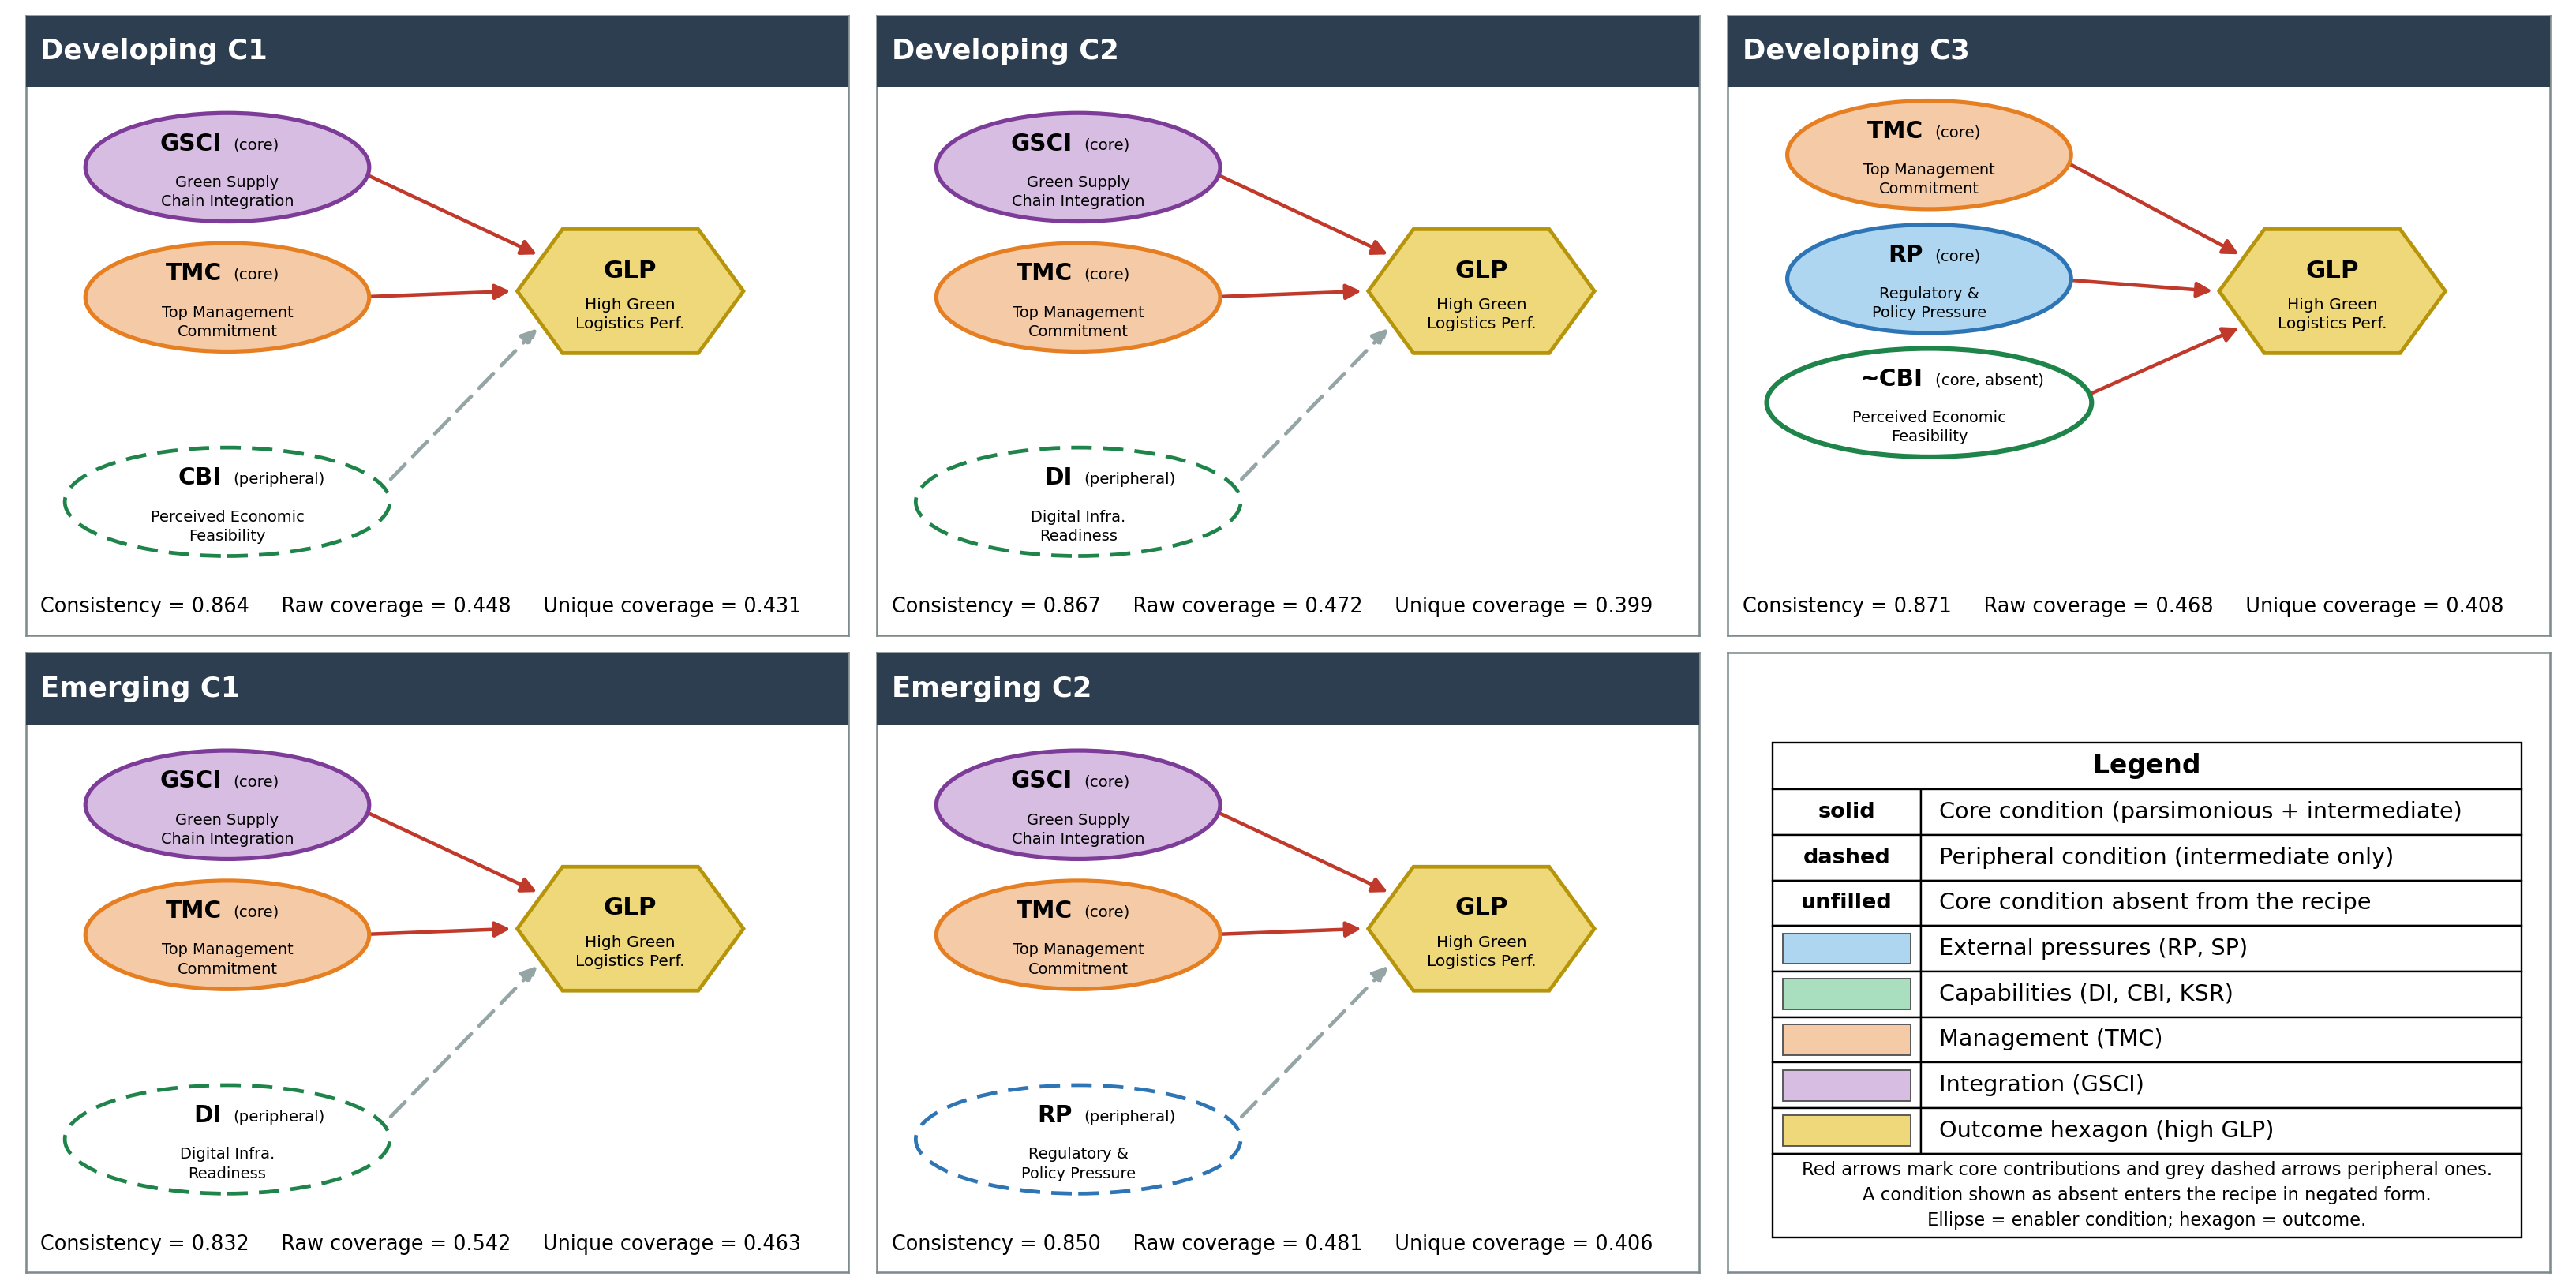 Developing C1
GSCI (core)
Green Supply
Chain Integration
TMC (core)
Top Management
Commitment
GLP
High Green
Logistics Perf.
CBI (peripheral)
Perceived Economic
Feasibility
Consistency = 0.864 Raw coverage = 0.448 Unique coverage = 0.431
Developing C2
GSCI (core)
Green Supply
Chain Integration
TMC (core)
Top Management
Commitment
GLP
High Green
Logistics Perf.
DI (peripheral)
Digital Infra.
Readiness
Consistency = 0.867 Raw coverage = 0.472 Unique coverage = 0.399
Developing C3
TMC (core)
Top Management
Commitment
RP (core)
Regulatory &
Policy Pressure
GLP
High Green
Logistics Perf.
~CBI (core, absent)
Perceived Economic
Feasibility
Consistency = 0.871 Raw coverage = 0.468 Unique coverage = 0.408
Emerging C1
GSCI (core)
Green Supply
Chain Integration
TMC (core)
Top Management
Commitment
GLP
High Green
Logistics Perf.
DI (peripheral)
Digital Infra.
Readiness
Consistency = 0.832 Raw coverage = 0.542 Unique coverage = 0.463
Emerging C2
GSCI (core)
Green Supply
Chain Integration
TMC (core)
Top Management
Commitment
GLP
High Green
Logistics Perf.
RP (peripheral)
Regulatory &
Policy Pressure
Consistency = 0.850 Raw coverage = 0.481 Unique coverage = 0.406
Legend
solid Core condition (parsimonious + intermediate)
dashed Peripheral condition (intermediate only)
unfilled Core condition absent from the recipe
External pressures (RP, SP)
Capabilities (DI, CBI, KSR)
Management (TMC)
Integration (GSCI)
Outcome hexagon (high GLP)
Red arrows mark core contributions and grey dashed arrows peripheral ones.
A condition shown as absent enters the recipe in negated form.
Ellipse = enabler condition; hexagon = outcome.